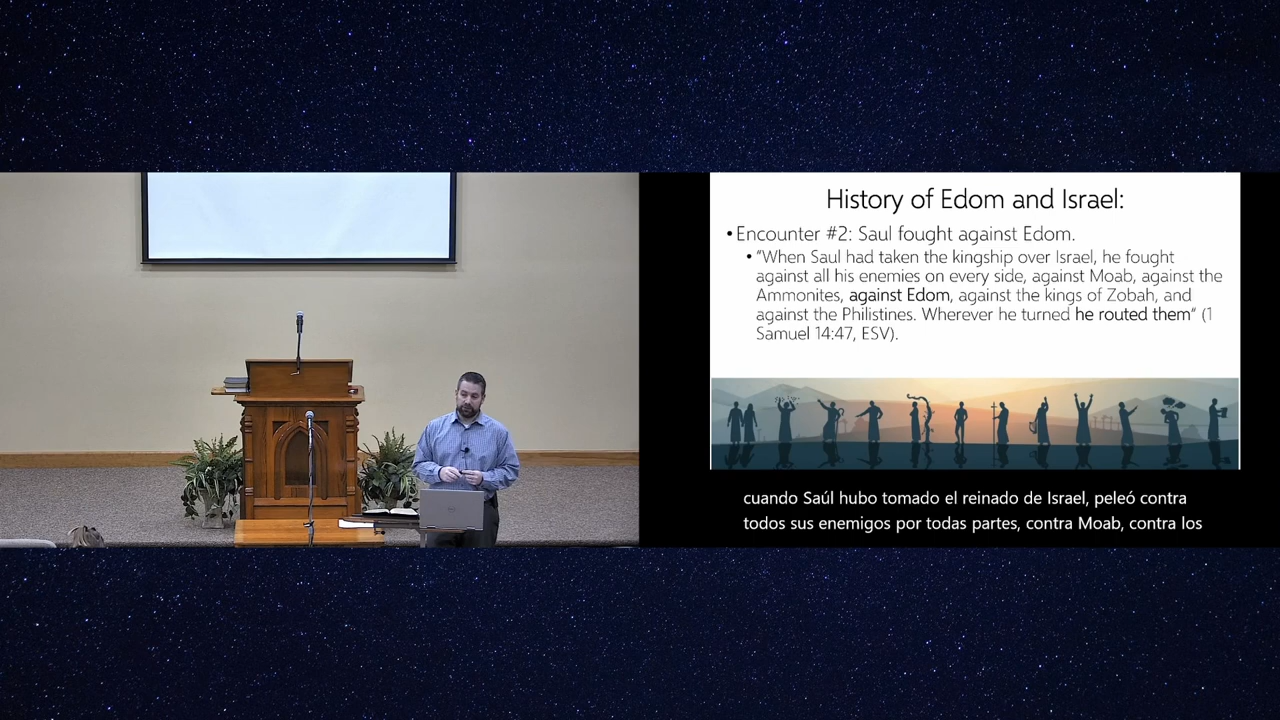 History of Edom and Israel:
•Encounter #2: Saul fought against Edom.
•"When Saul had taken the kingship over Israel, he fought
against all his enemies on every side, against Moab, against the
Ammonites, against Edom, against the kings of Zobah, and
against the Philistines. Wherever he turned he routed them" (1
Samuel 14:47, ESV).
cuando Saúl hubo tomado el reinado de Israel, peleó contra
todos sus enemigos por todas partes, contra Moab, contra los